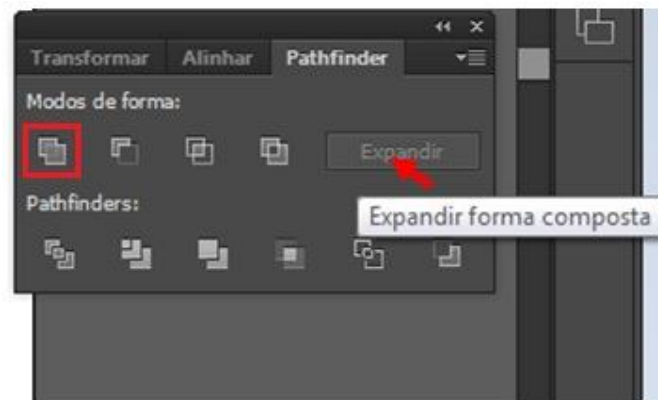 Transformar Alinhar Pathfinder
Modos de forma:
Expandir
Pathfinders:
Expandir forma composta